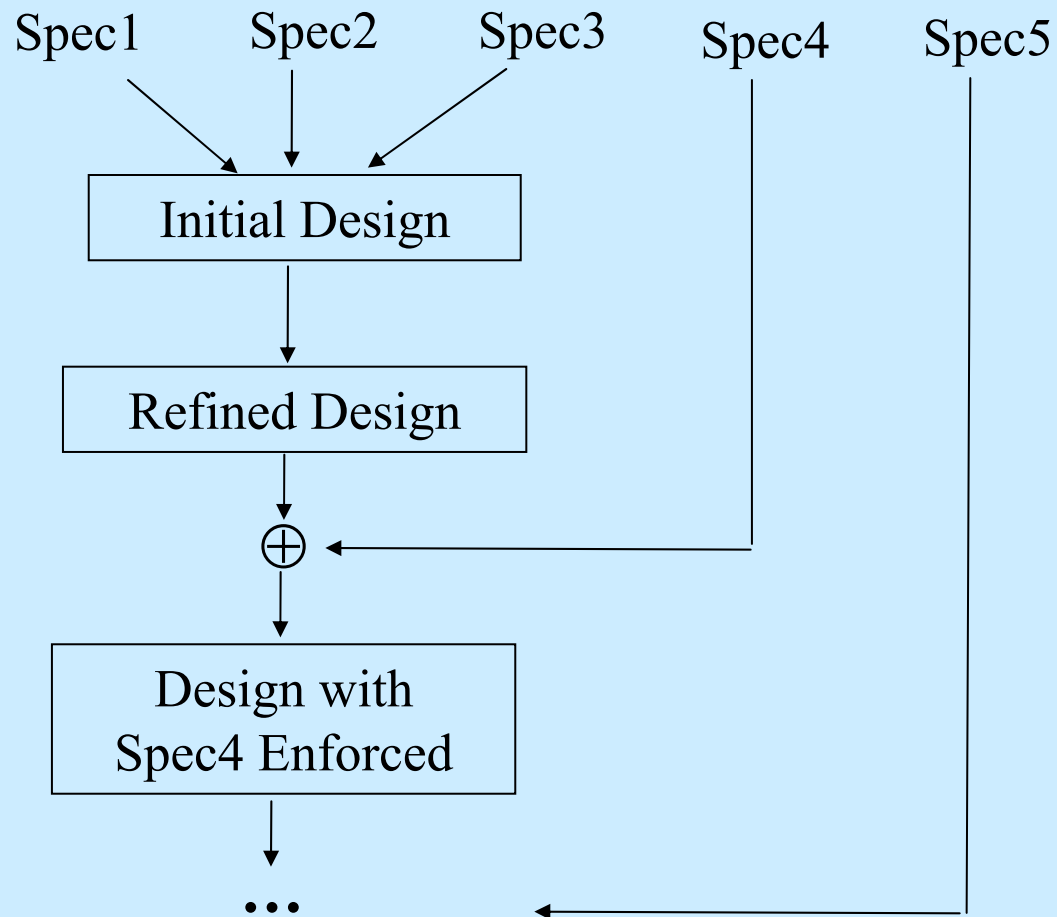 Spec1 Spec2 Spec3 Spec4 Spec5
Initial Design
Refined Design
Design with
Spec4 Enforced
...